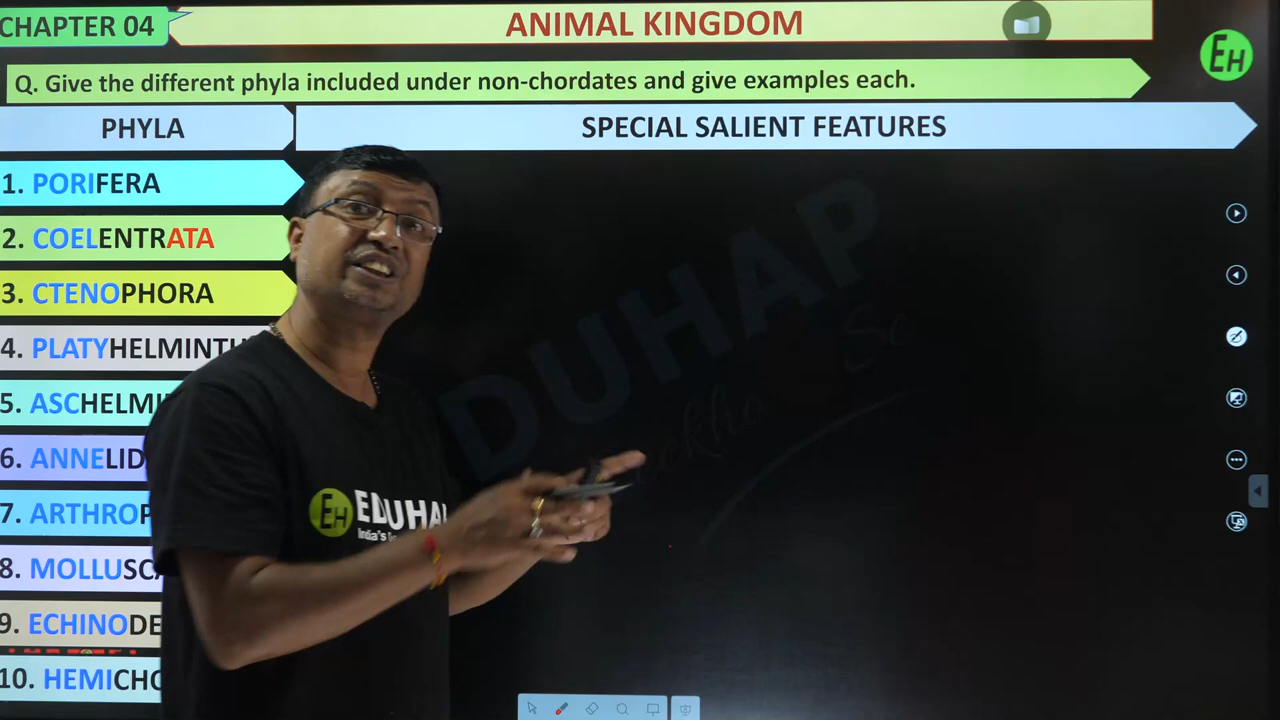 CHAPTER 04
ANIMAL KINGDOM
EH
Q. Give the different phyla included under non-chordates and give examples each.
PHYLA
SPECIAL SALIENT FEATURES
1. PORIFERA
2. COELENTRATA
3. CTENOPHORA
4. PLATYHELMINTH
5. ASCHELMI
6. ANNELID
7. ARTHROP
8. MOLLUSCA
9. ECHINODE
10. HEMICHO
DUHAP
EH EDUHAP
India's